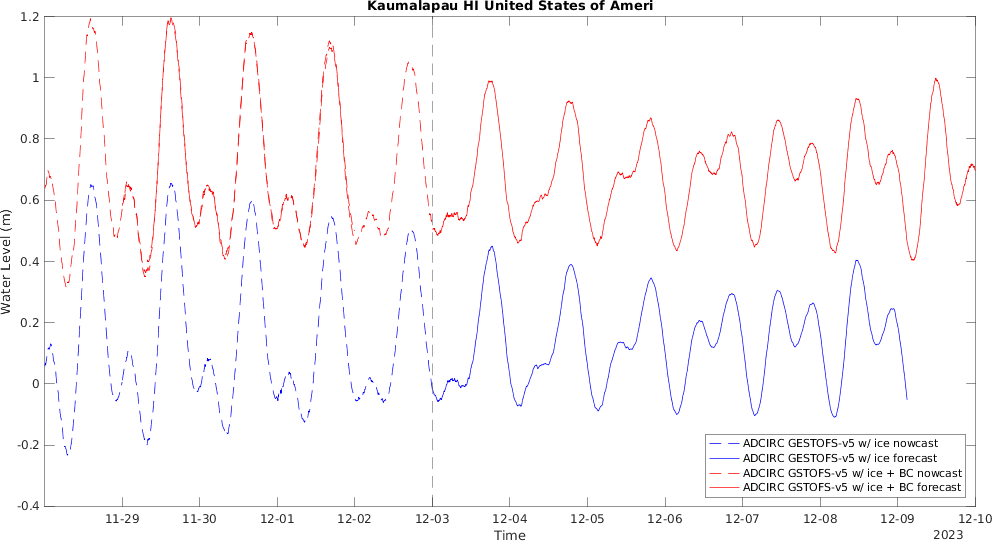 Kaumalapau HI United States of Ameri
1.2
1
0.8
0.6
0.4
0.2
0
-0.2
-0.4
Water Level (m)
11-29 11-30 12-01 12-02 12-03 12-04 12-05 12-06 12-07 12-08 12-09 12-10
Time
2023
ADCIRC GESTOFS-v5 w/ ice nowcast
ADCIRC GESTOFS-v5 w/ ice forecast
ADCIRC GSTOFS-v5 w/ ice + BC nowcast
ADCIRC GSTOFS-v5 w/ ice + BC forecast